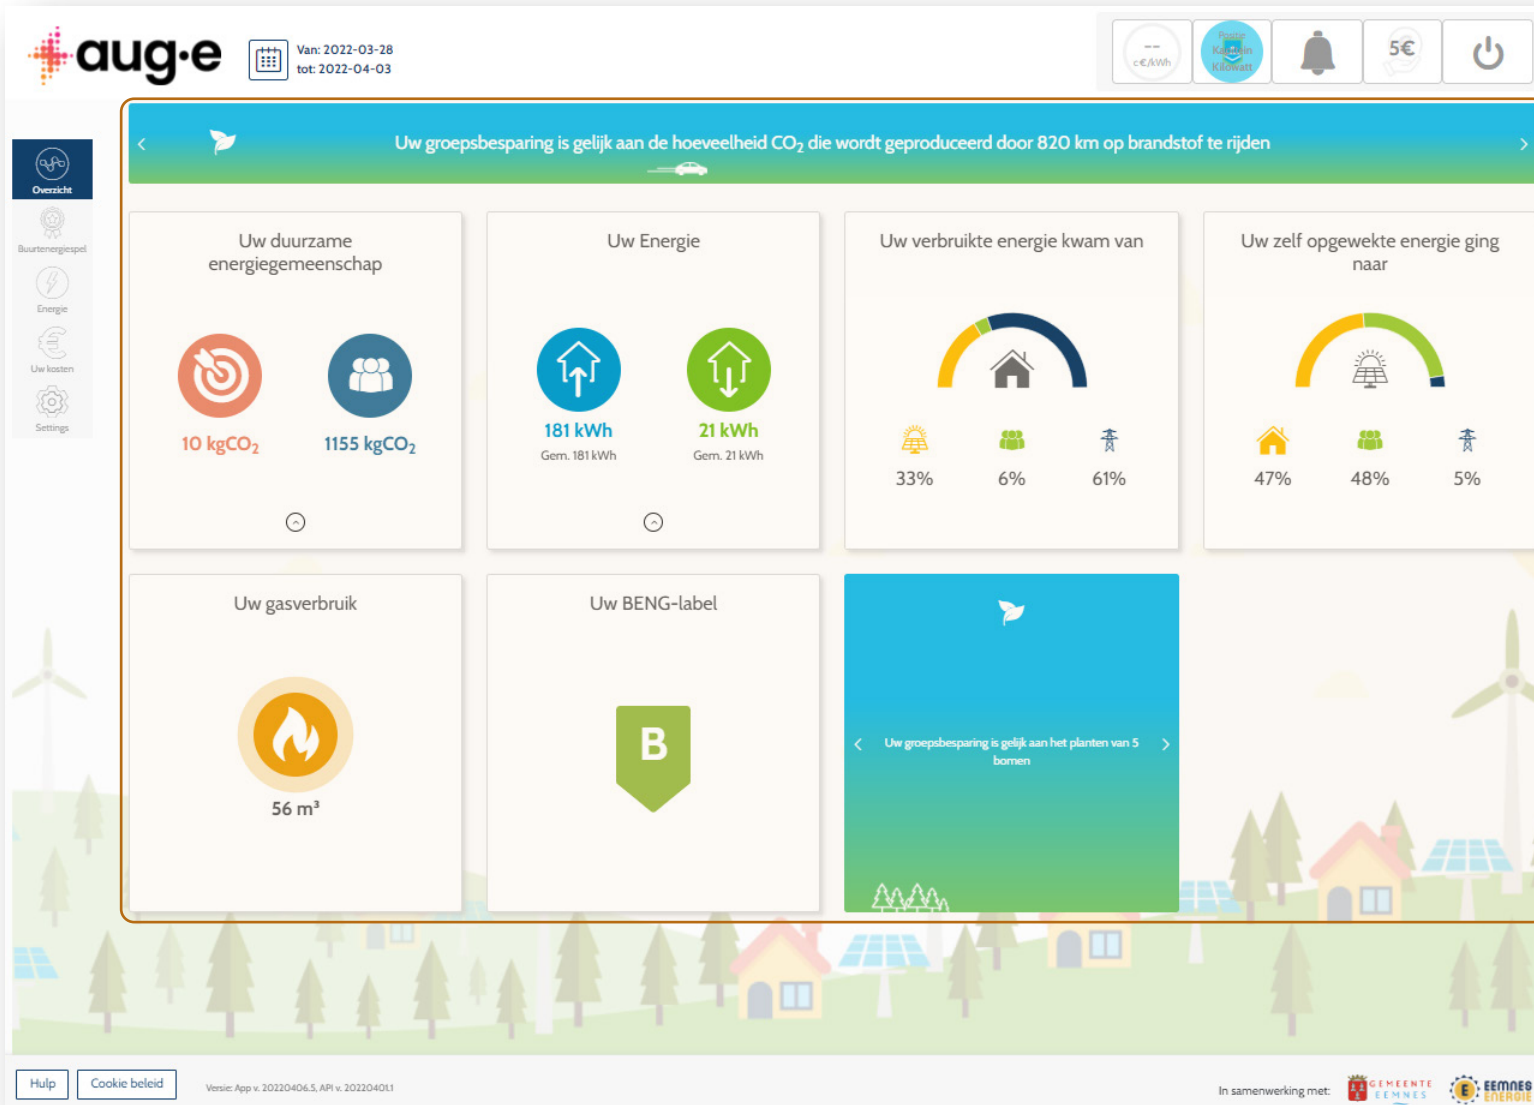 aug·e
Van: 2022-03-28
tot: 2022-04-03
--
c€/kWh
Positie
Kapitein
Kilowatt
5€
Overzicht
Buurtenergiespel
Energie
Uw kosten
Settings
Uw groepsbesparing is gelijk aan de hoeveelheid CO₂ die wordt geproduceerd door 820 km op brandstof te rijden
Uw duurzame
energiegemeenschap
10 kgCO₂
1155 kgCO₂
Uw Energie
181 kWh
Gem. 181 kWh
21 kWh
Gem. 21 kWh
Uw verbruikte energie kwam van
33%
6%
61%
Uw zelf opgewekte energie ging
naar
47%
48%
5%
Uw gasverbruik
56 m³
Uw BENG-label
B
Uw groepsbesparing is gelijk aan het planten van 5
bomen
Hulp
Cookie beleid
Versie: App v. 20220406.5, API v. 20220401.1
In samenwerking met:
GEMEENTE
EEMNES
E
EEMNES
ENERGIE